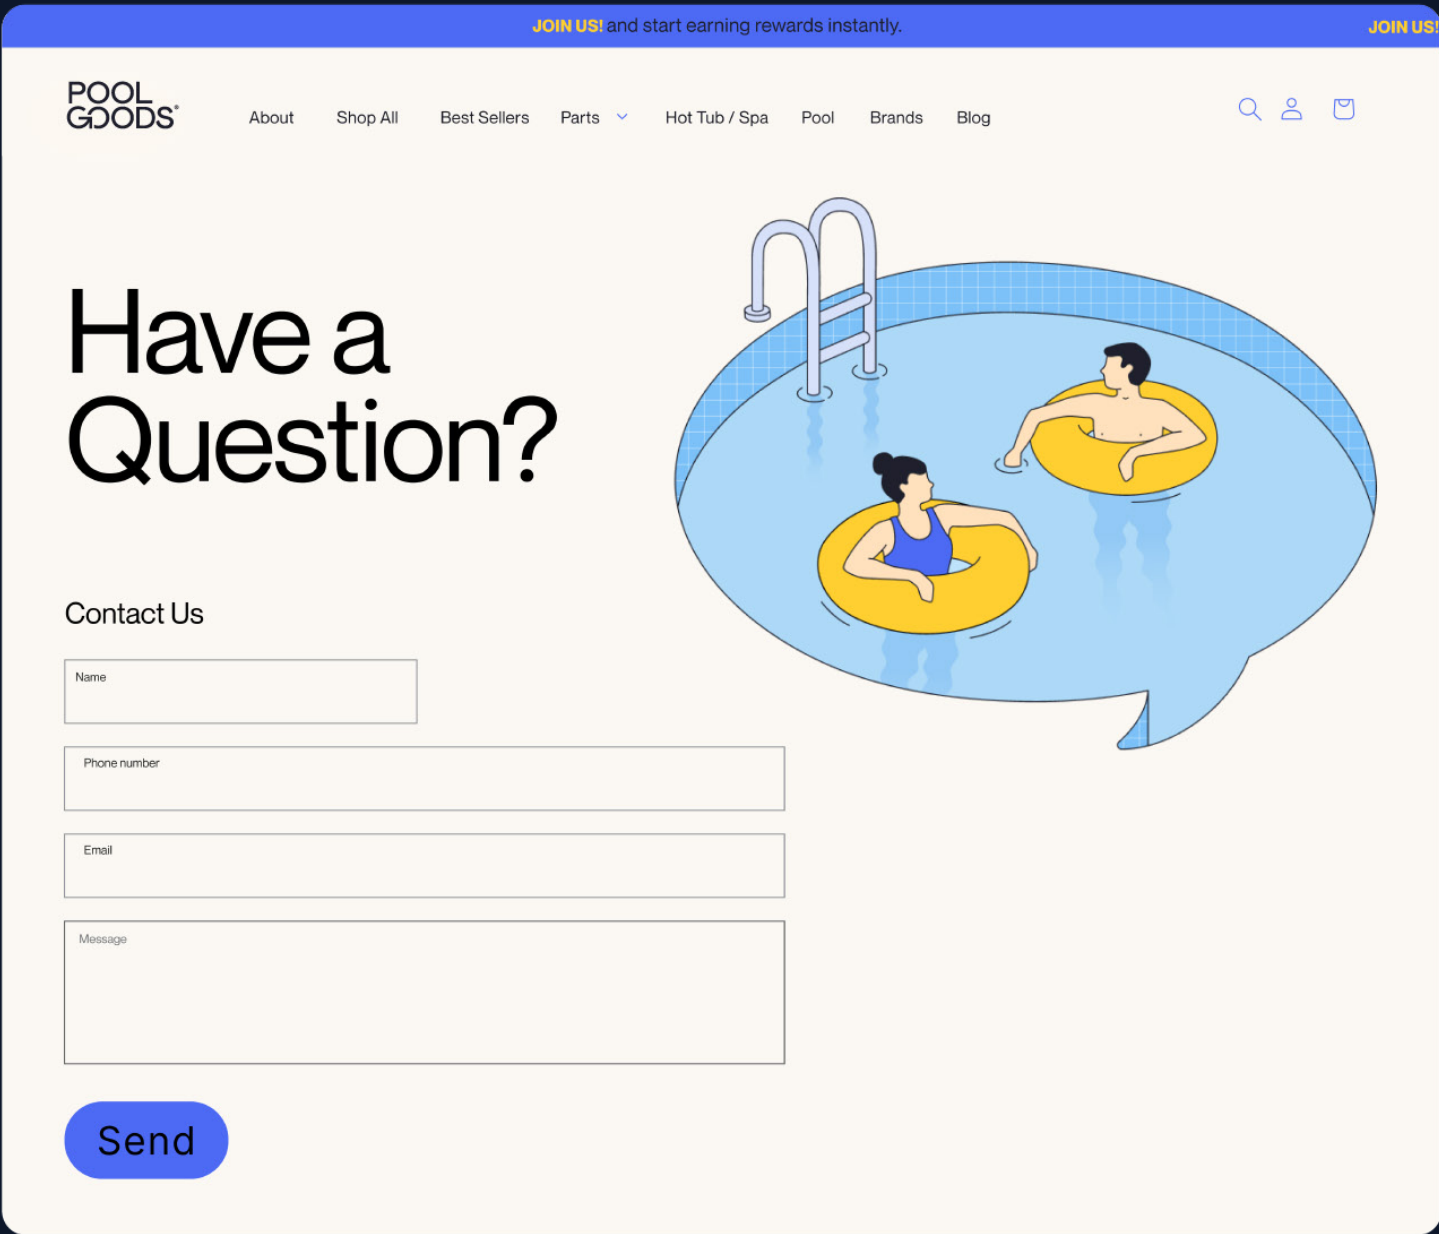 JOIN US! and start earning rewards instantly.
JOIN US!
POOL
GOODS®
About
Shop All
Best Sellers
Parts
Hot Tub / Spa
Pool
Brands
Blog
Have a
Question?
Contact Us
Name
Phone number
Email
Message
Send